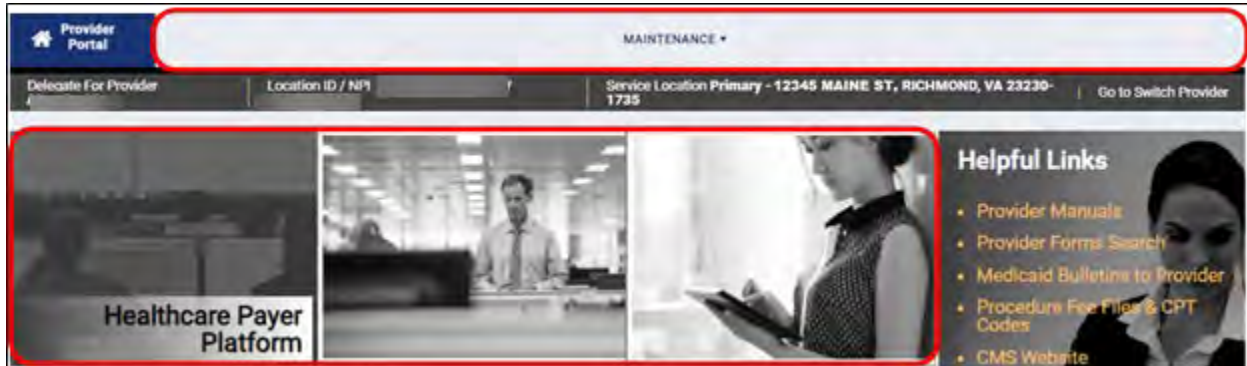 Provider
Portal
MAINTENANCE
Delegate For Provider
Location ID / NPI
Service Location Primary - 12345 MAINE ST, RICHMOND, VA 23230-
1735
Go to Switch Provider
Healthcare Payer
Platform
Helpful Links
• Provider Manuals
• Provider Forms Search
• Medicaid Bulletins to Provider
• Procedure Fee Files & CPT
Codes
• CMS Website